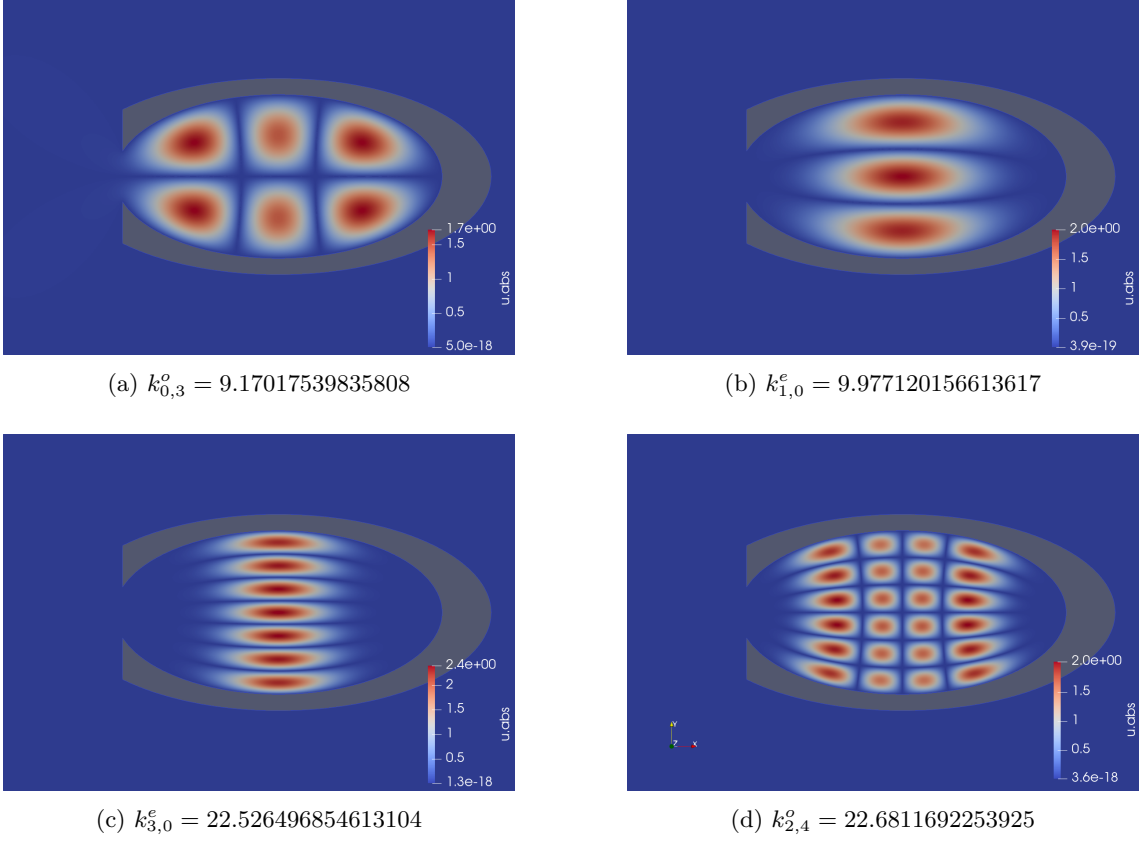 1.7e+00
1.5
1
0.5
5.0e-18
u.abs
2.0e+00
1.5
1
0.5
3.9e-19
u.abs
(a) $k^o_{0,3} = 9.17017539835808$
(b) $k^e_{1,0} = 9.977120156613617$
2.4e+00
2
1.5
1
0.5
1.3e-18
u.abs
Y
Z X
2.0e+00
1.5
1
0.5
3.6e-18
u.abs
(c) $k^e_{3,0} = 22.526496854613104$
(d) $k^o_{2,4} = 22.6811692253925$